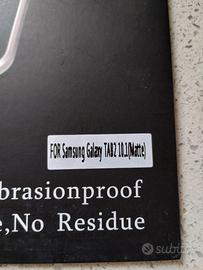 FOR Samsung Galaxy TAB2 10.1(Matte)
brasionproof
e,No Residue
subito